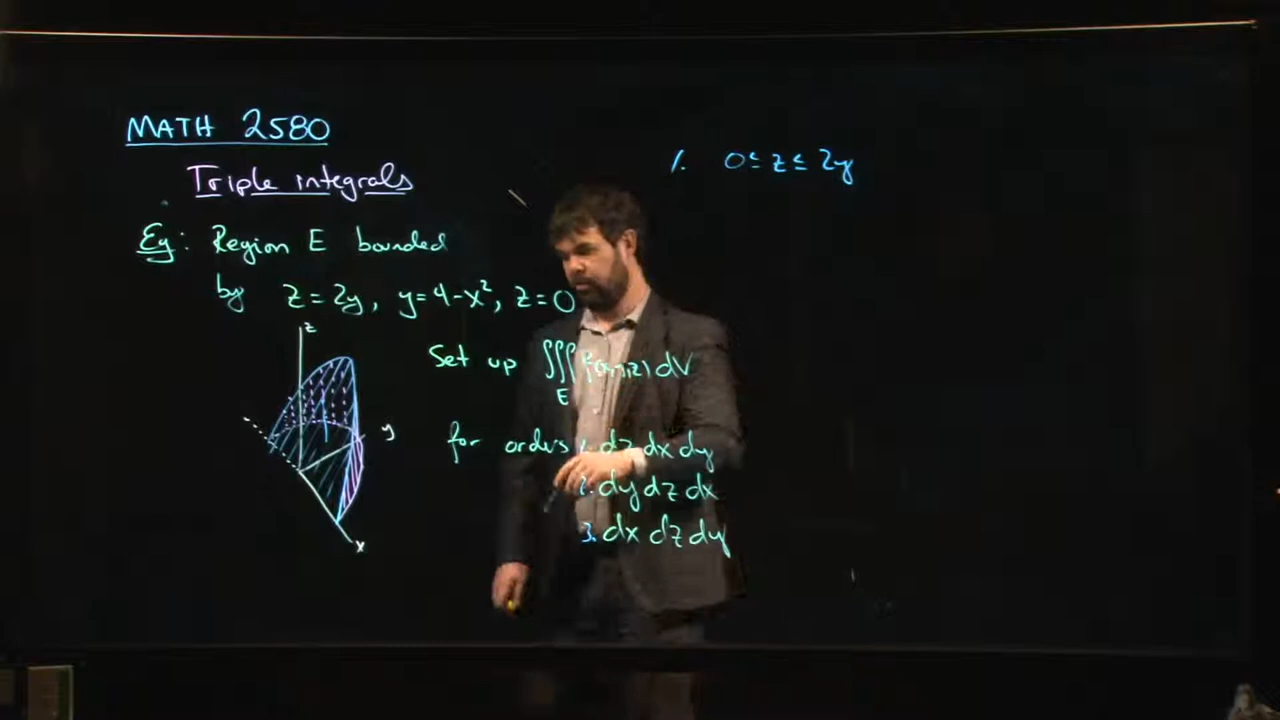 MATH 2580
Triple integrals
Eg: Region E bounded
by z = 2y, y = 4 - x², z = 0
z
y
x
Set up ∭ f(x,y,z) dV
E
for orders 1. dz dx dy
2. dy dz dx
3. dx dz dy
1. 0 ≤ z ≤ 2y